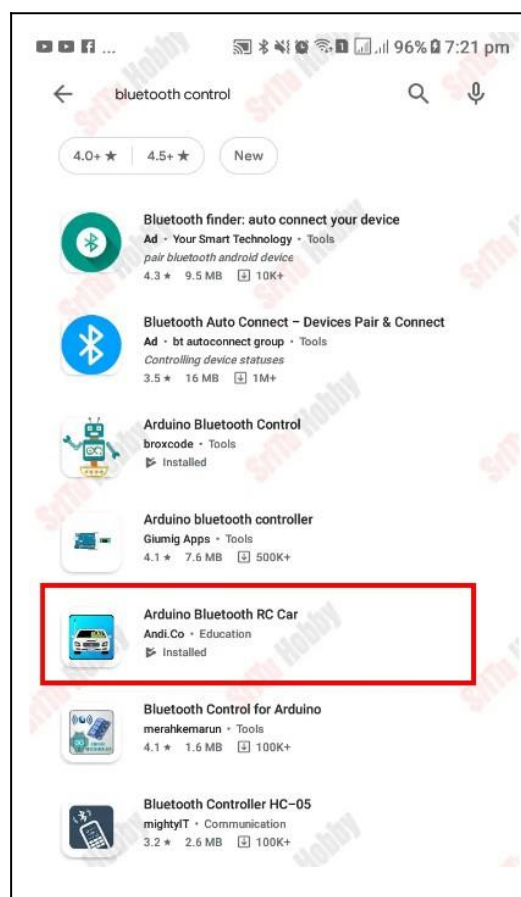 ... 96% 7:21 pm
bluetooth control
4.0+ ★ 4.5+ ★ New
Bluetooth finder: auto connect your device
Ad · Your Smart Technology · Tools
pair bluetooth android device
4.3 ★ 9.5 MB 10K+
Bluetooth Auto Connect – Devices Pair & Connect
Ad · bt autoconnect group · Tools
Controlling device statuses
3.5 ★ 16 MB 1M+
Arduino Bluetooth Control
broxcode · Tools
Installed
Arduino bluetooth controller
Giumig Apps · Tools
4.1 ★ 7.6 MB 500K+
Arduino Bluetooth RC Car
Andi.Co · Education
Installed
Bluetooth Control for Arduino
merahkemarun · Tools
4.1 ★ 1.6 MB 100K+
Bluetooth Controller HC-05
mightyIT · Communication
3.2 ★ 2.6 MB 100K+
SriTu Hobby